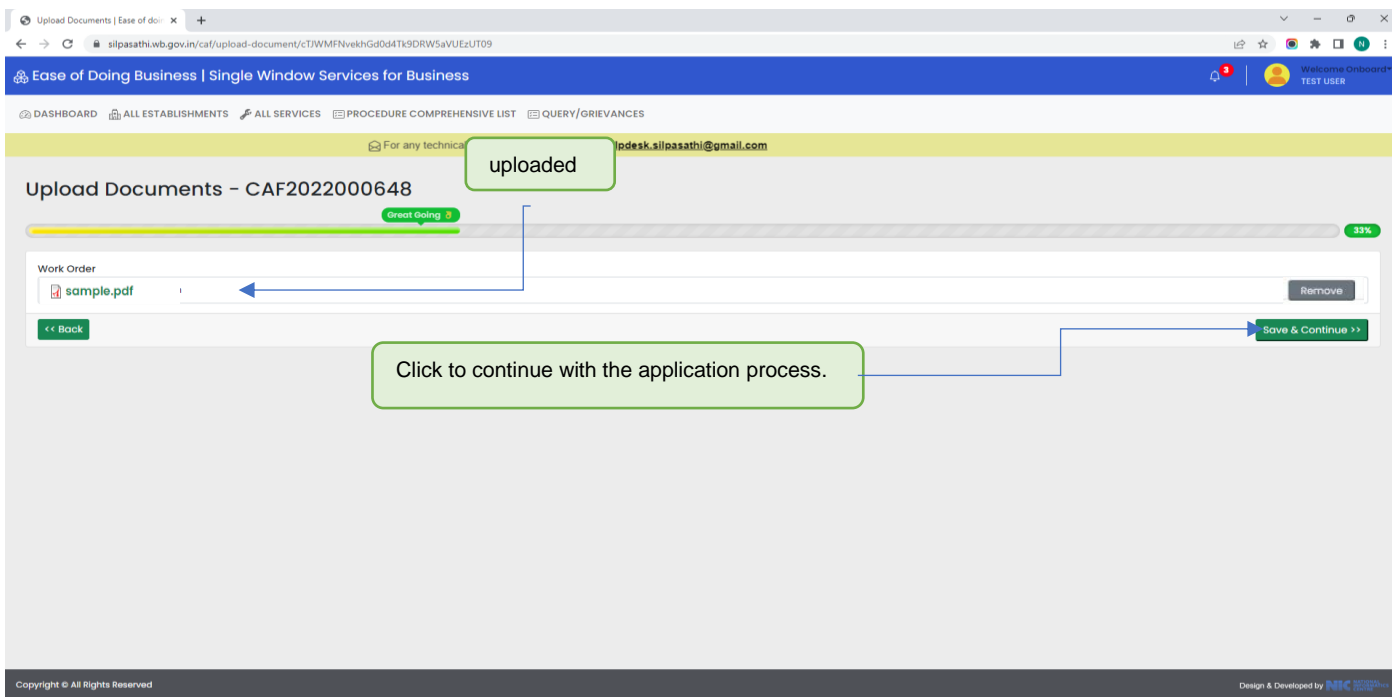 Upload Documents | Ease of doi
silpasathi.wb.gov.in/caf/upload-document/cTJWMFNvekhGd0d4Tk9DRW5aVUEzUT09
N
Ease of Doing Business | Single Window Services for Business
3
Welcome Onboard
TEST USER
DASHBOARD ALL ESTABLISHMENTS ALL SERVICES PROCEDURE COMPREHENSIVE LIST QUERY/GRIEVANCES
For any technica
lpdesk.silpasathi@gmail.com
uploaded
Upload Documents - CAF2022000648
Great Going
33%
Work Order
sample.pdf
Remove
<< Back
Save & Continue >>
Click to continue with the application process.
Copyright © All Rights Reserved
Design & Developed by NIC